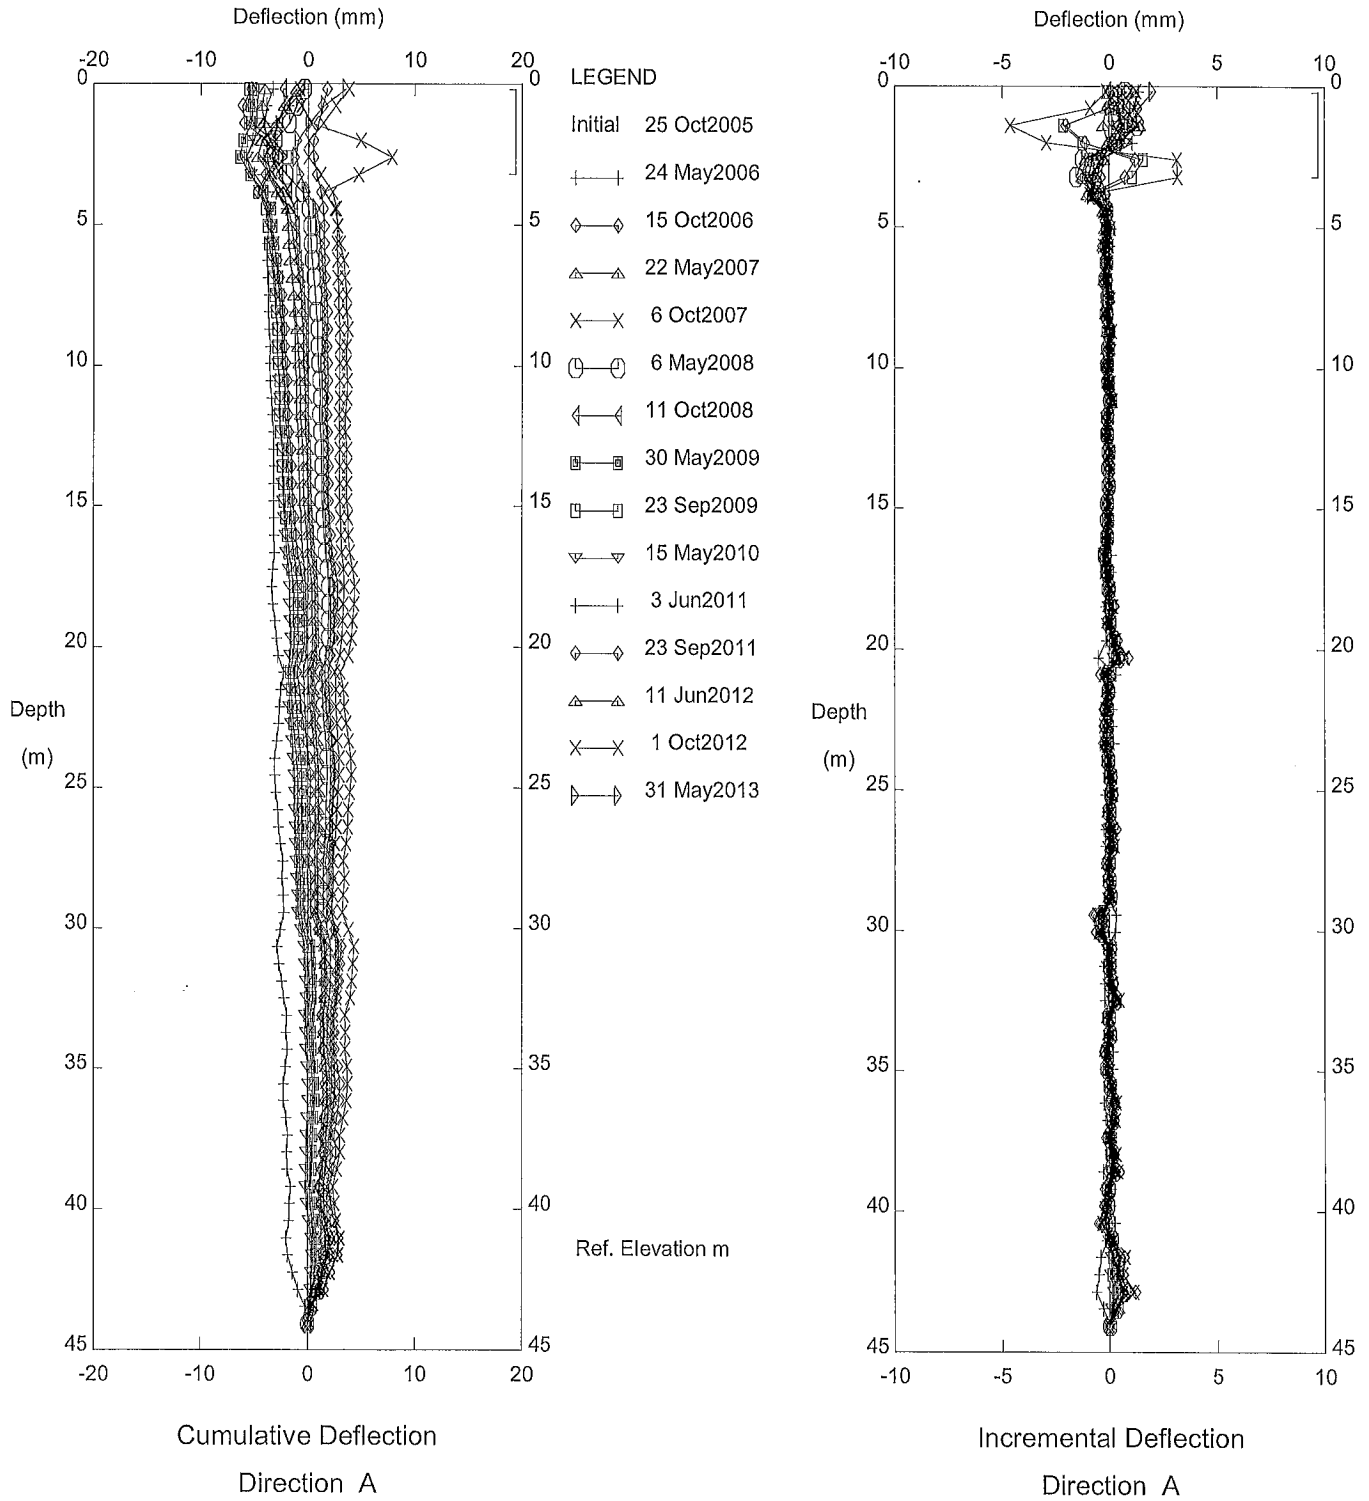 Deflection (mm)
-20 -10 0 10 20
0 0
5 5
10 10
15 15
20 20
Depth
(m)
25 25
30 30
35 35
40 40
45 45
-20 -10 0 10 20
Cumulative Deflection
Direction A
LEGEND
Initial 25 Oct2005
24 May2006
15 Oct2006
22 May2007
6 Oct2007
6 May2008
11 Oct2008
30 May2009
23 Sep2009
15 May2010
3 Jun2011
23 Sep2011
11 Jun2012
1 Oct2012
31 May2013
Ref. Elevation m
Deflection (mm)
-10 -5 0 5 10
0 0
5 5
10 10
15 15
20 20
Depth
(m)
25 25
30 30
35 35
40 40
45 45
-10 -5 0 5 10
Incremental Deflection
Direction A